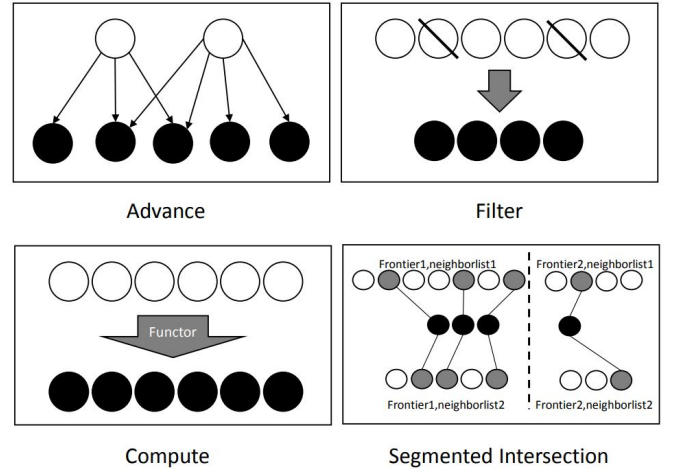 Advance
Filter
Functor
Compute
Frontier1,neighborlist1
Frontier2,neighborlist1
Frontier1,neighborlist2
Frontier2,neighborlist2
Segmented Intersection